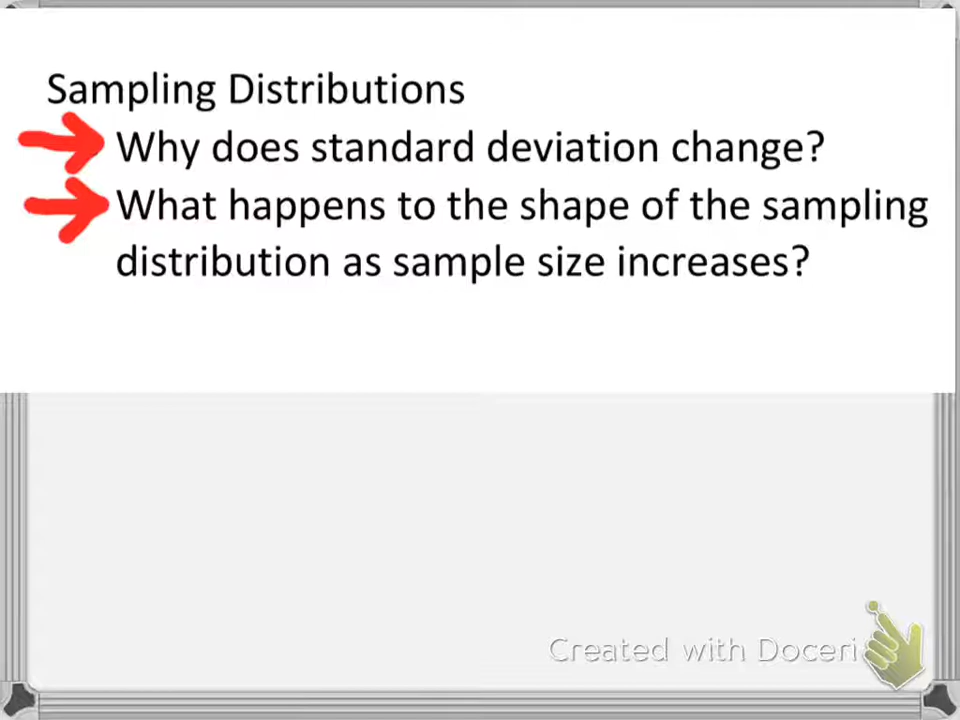 Sampling Distributions
Why does standard deviation change?
What happens to the shape of the sampling
distribution as sample size increases?
Created with Doceri